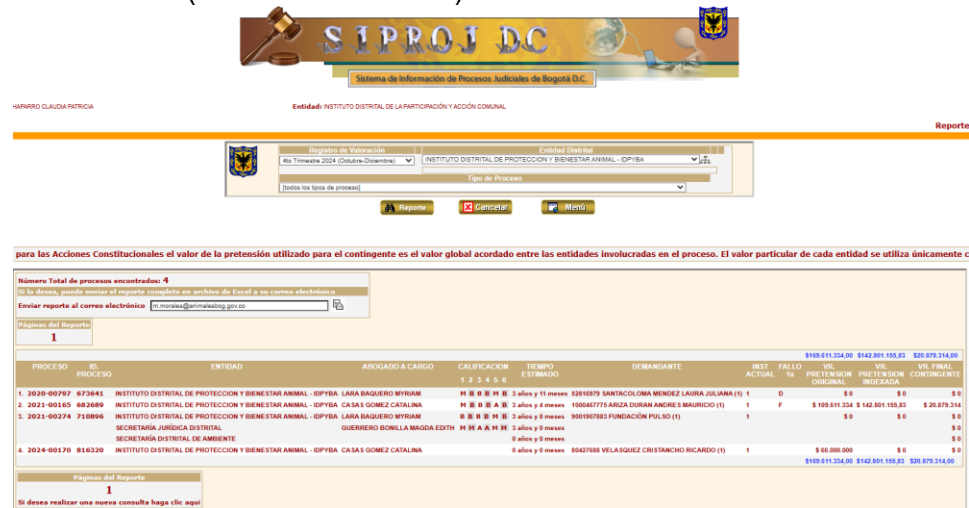 SIPROJ DC
Sistema de Información de Procesos Judiciales de Bogotá D.C.
HAPARRO CLAUDIA PATRICIA Entidad: INSTITUTO DISTRITAL DE LA PARTICIPACIÓN Y ACCIÓN COMUNAL
Reporte
Registro de Valoración Entidad Distrital
4to Trimestre 2024 (Octubre-Diciembre) INSTITUTO DISTRITAL DE PROTECCION Y BIENESTAR ANIMAL - IDPYBA
Tipo de Proceso
[todos los tipos de proceso]
Reporte Cancelar Menú
para las Acciones Constitucionales el valor de la pretensión utilizado para el contingente es el valor global acordado entre las entidades involucradas en el proceso. El valor particular de cada entidad se utiliza únicamente c
Número Total de procesos encontrados: 4
Si lo desea, puede enviar el reporte completo en archivo de Excel a su correo electrónico
Enviar reporte al correo electrónico m.morales@animalesbog.gov.co
Páginas del Reporte
1
$169.611.334,00 $142.801.155,83 $20.879.314,00
PROCESO ID. PROCESO ENTIDAD ABOGADO A CARGO CALIFICACION 1 2 3 4 5 6 TIEMPO ESTIMADO DEMANDANTE INST ACTUAL FALLO 1a VR. PRETENSION ORIGINAL VR. PRETENSION INDEXADA VR. FINAL CONTINGENTE
1. 2020-00797 673641 INSTITUTO DISTRITAL DE PROTECCION Y BIENESTAR ANIMAL - IDPYBA LARA BAQUERO MYRIAM M B B B M B 3 años y 11 meses 52816979 SANTACOLOMA MENDEZ LAURA JULIANA (1) 1 D $ 0 $ 0 $ 0
2. 2021-00165 682689 INSTITUTO DISTRITAL DE PROTECCION Y BIENESTAR ANIMAL - IDPYBA CASAS GOMEZ CATALINA M B B B A B 3 años y 4 meses 1000467775 ARIZA DURAN ANDRES MAURICIO (1) 1 F $ 109.611.334 $ 142.801.155,83 $ 20.879.314
3. 2021-00274 710896 INSTITUTO DISTRITAL DE PROTECCION Y BIENESTAR ANIMAL - IDPYBA LARA BAQUERO MYRIAM B B B B M B 3 años y 0 meses 9001987883 FUNDACIÓN PULSO (1) 1 $ 0 $ 0 $ 0
SECRETARÍA JURÍDICA DISTRITAL GUERRERO BONILLA MAGDA EDITH M M A A M M 3 años y 0 meses $ 0
SECRETARÍA DISTRITAL DE AMBIENTE 0 años y 0 meses $ 0
4. 2024-00170 816320 INSTITUTO DISTRITAL DE PROTECCION Y BIENESTAR ANIMAL - IDPYBA CASAS GOMEZ CATALINA 0 años y 0 meses 80427688 VELASQUEZ CRISTANCHO RICARDO (1) 1 $ 60.000.000 $ 0 $ 0
$169.611.334,00 $142.801.155,83 $20.879.314,00
Páginas del Reporte
1
Si desea realizar una nueva consulta haga clic aqui